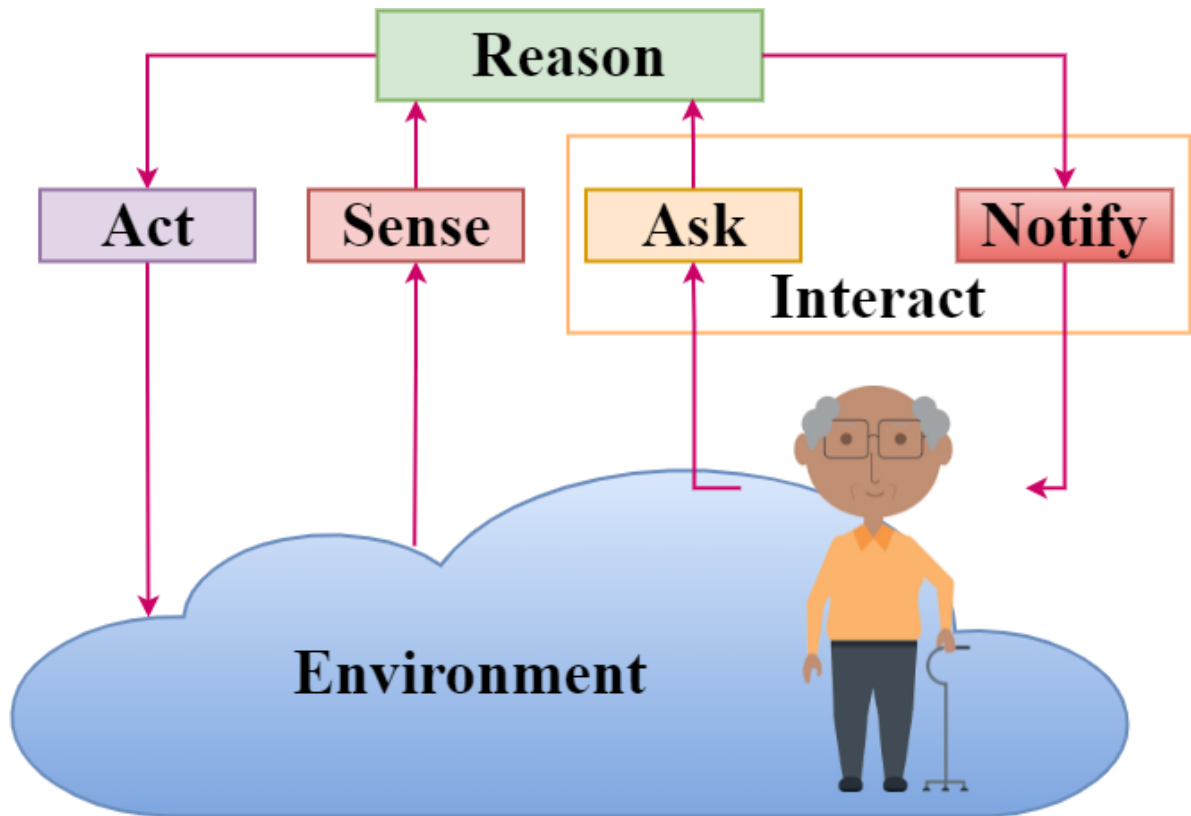 Reason
Act
Sense
Ask
Notify
Interact
Environment